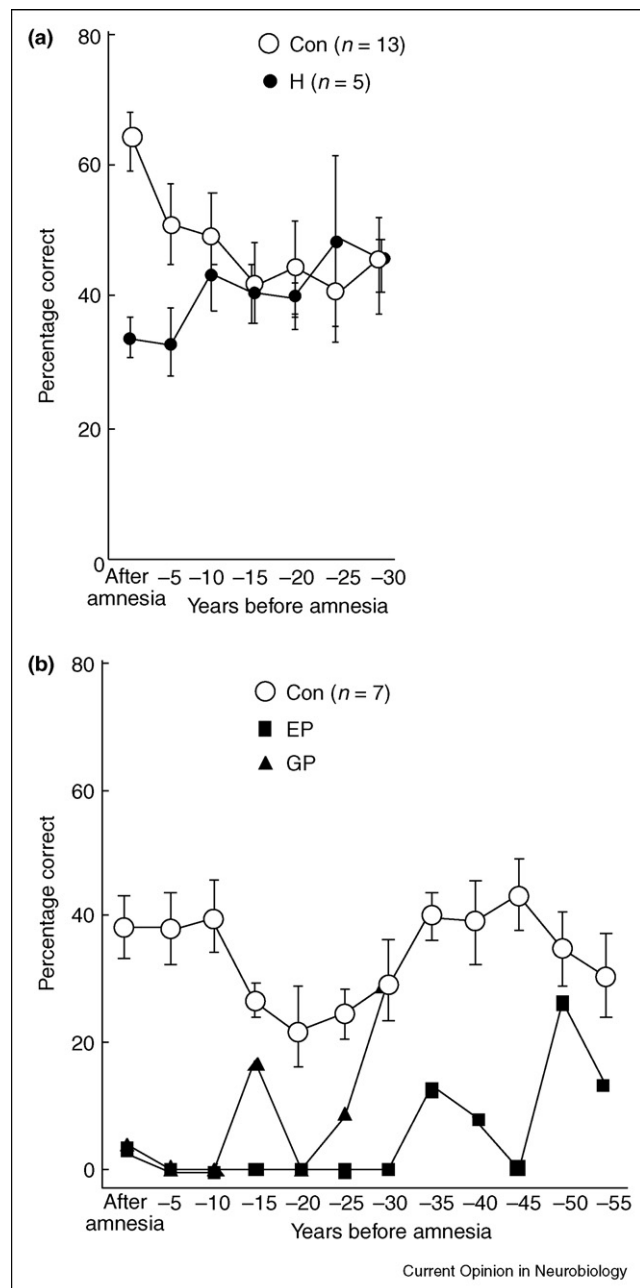 (a)
80
60
40
20
0
Percentage correct
Con (n = 13)
H (n = 5)
After amnesia
–5 –10 –15 –20 –25 –30
Years before amnesia
(b)
80
60
40
20
0
Percentage correct
Con (n = 7)
EP
GP
After amnesia
–5 –10 –15 –20 –25 –30 –35 –40 –45 –50 –55
Years before amnesia
Current Opinion in Neurobiology